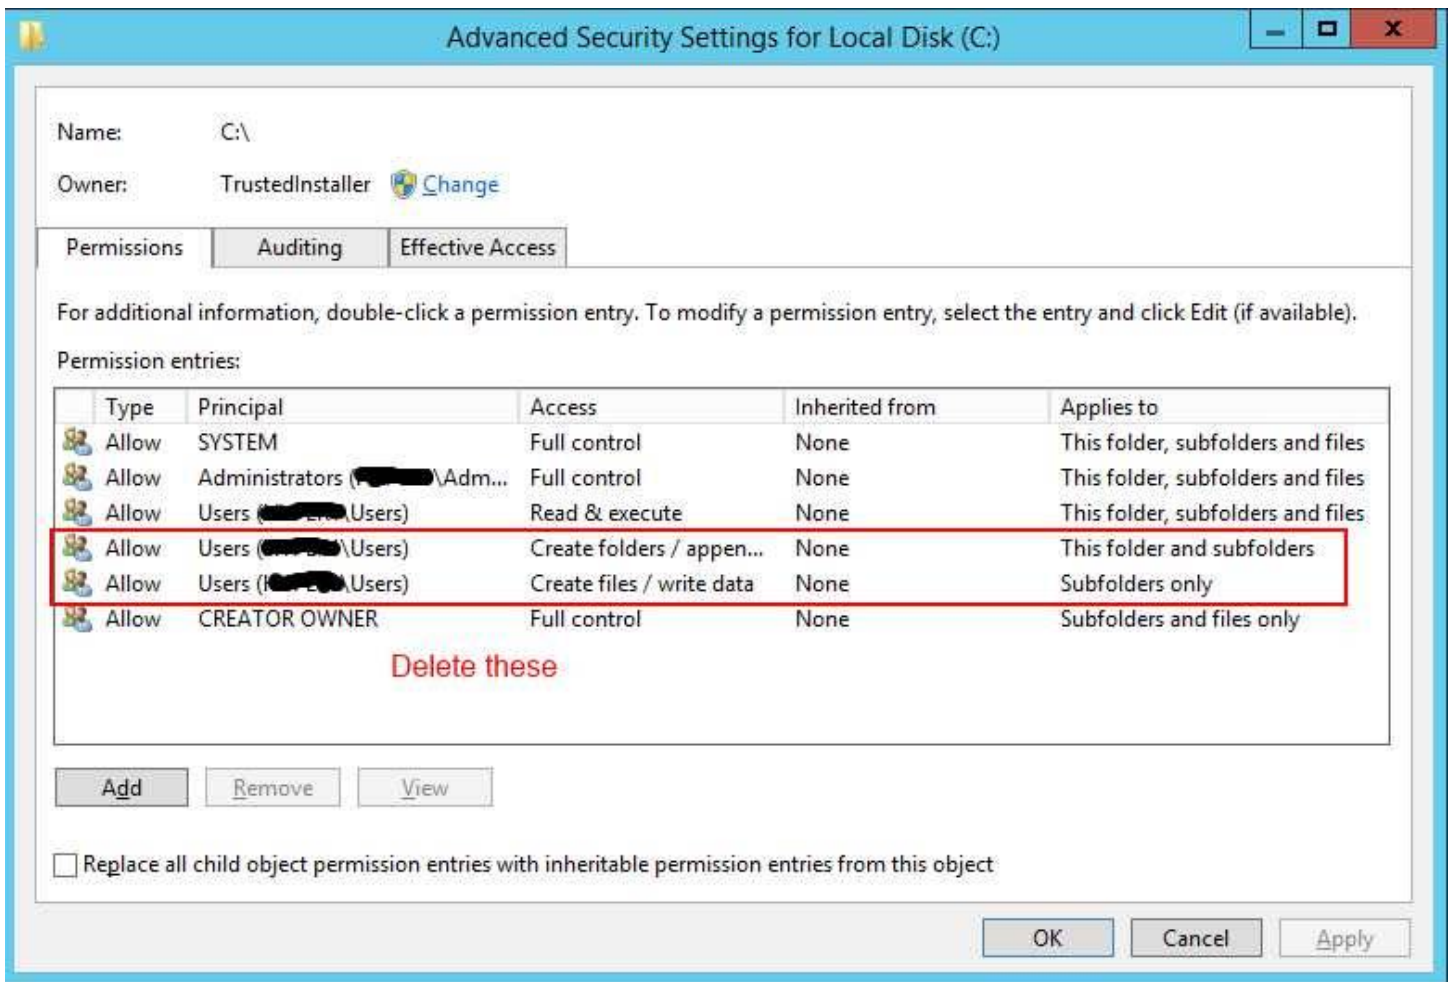 Advanced Security Settings for Local Disk (C:)
Name: C:\
Owner: TrustedInstaller Change
Permissions Auditing Effective Access
For additional information, double-click a permission entry. To modify a permission entry, select the entry and click Edit (if available).
Permission entries:
Type Principal Access Inherited from Applies to
Allow SYSTEM Full control None This folder, subfolders and files
Allow Administrators ( \Adm... Full control None This folder, subfolders and files
Allow Users ( \Users) Read & execute None This folder, subfolders and files
Allow Users ( \Users) Create folders / appen... None This folder and subfolders
Allow Users ( \Users) Create files / write data None Subfolders only
Allow CREATOR OWNER Full control None Subfolders and files only
Delete these
Add Remove View
Replace all child object permission entries with inheritable permission entries from this object
OK Cancel Apply